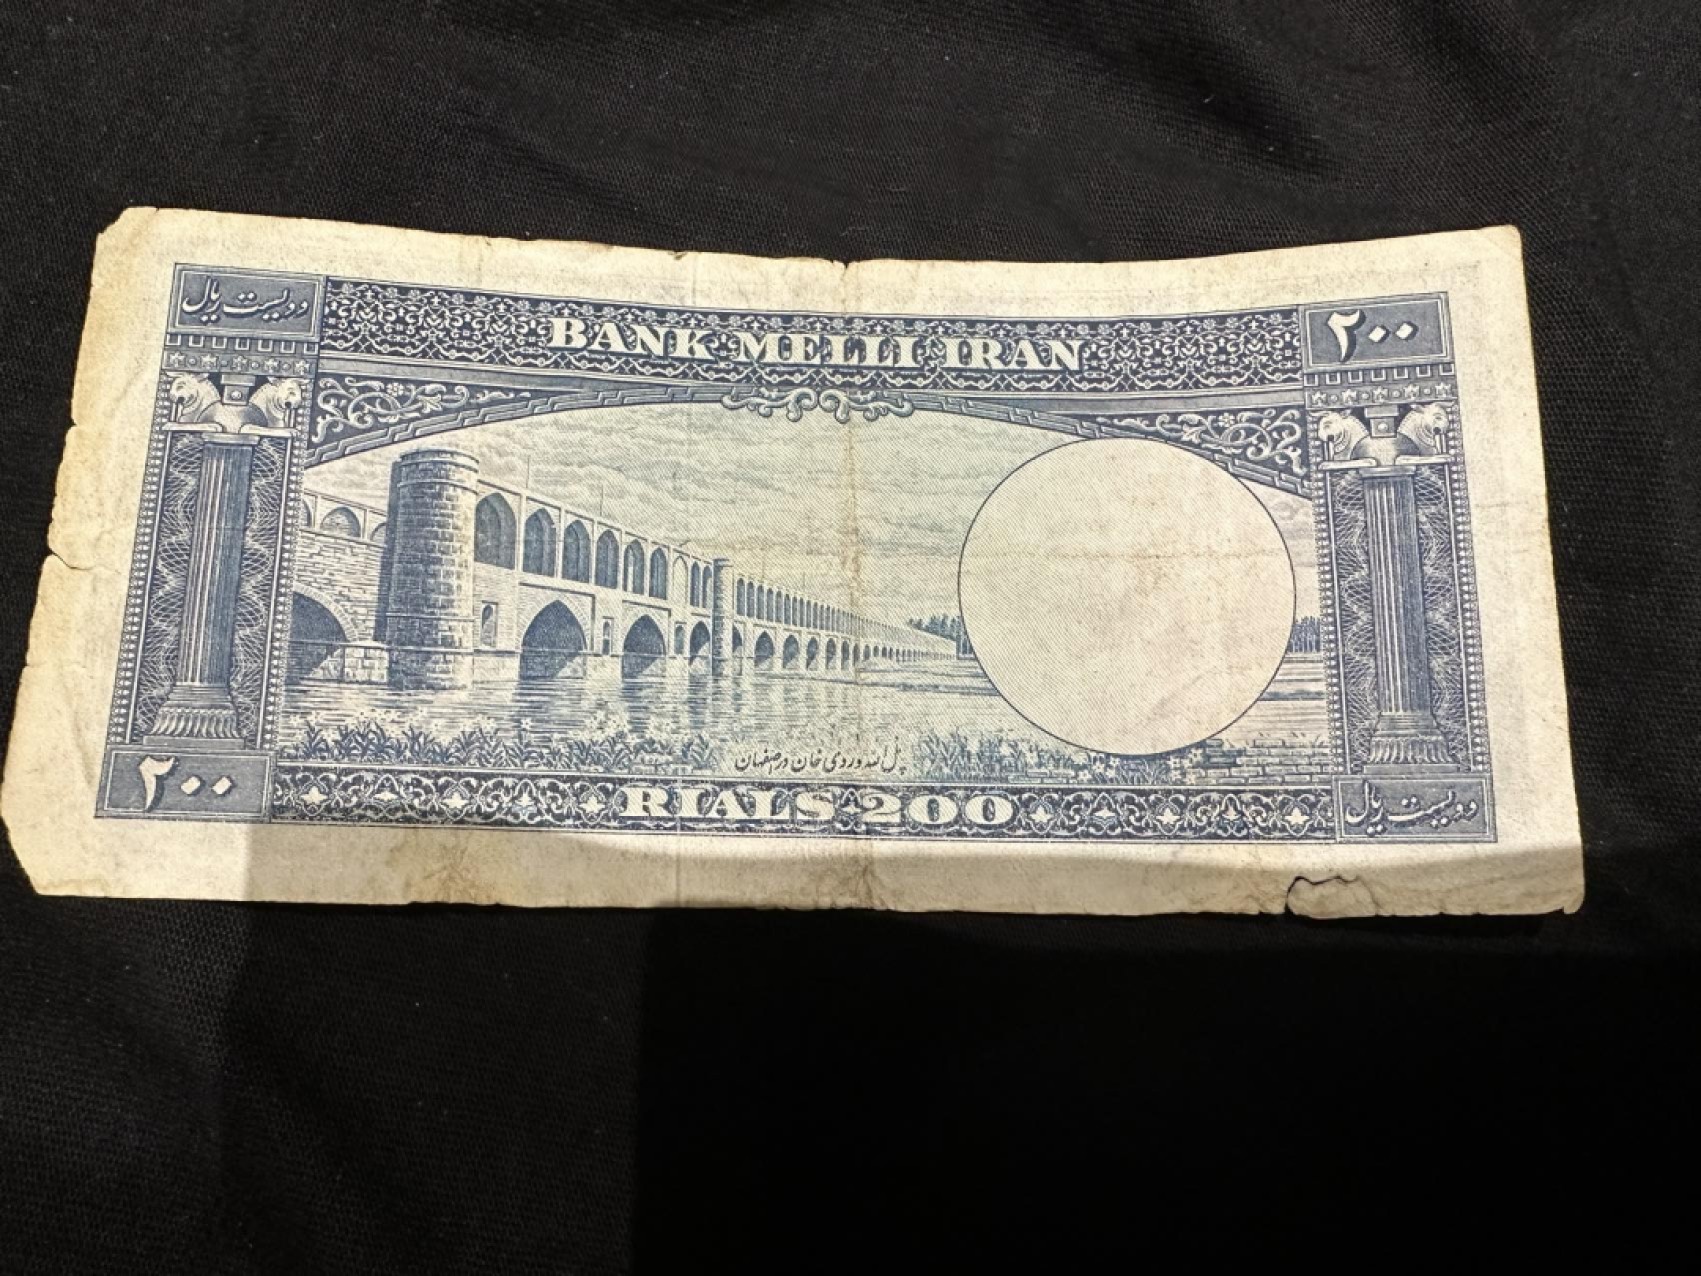 دویست ریال
BANK MELLI IRAN
۲۰۰
پل الله وردی خان در اصفهان
۲۰۰
RIALS 200
دویست ریال